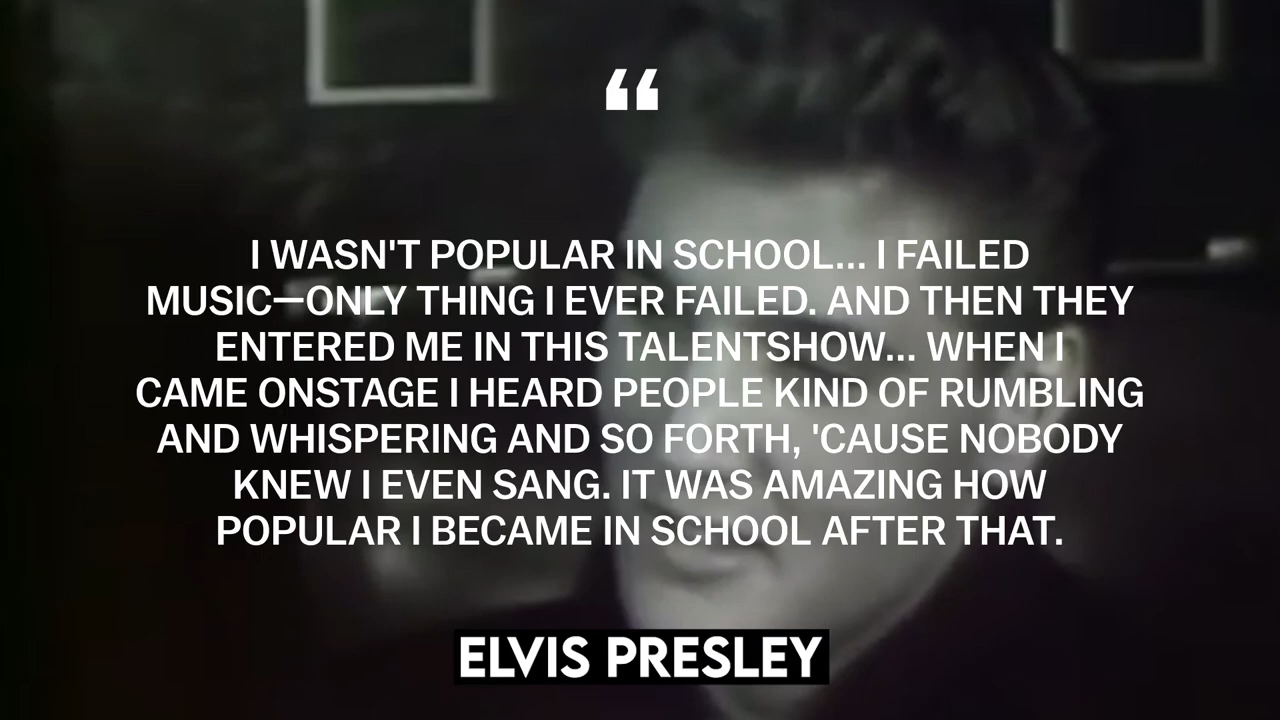 “
I WASN'T POPULAR IN SCHOOL... I FAILED
MUSIC—ONLY THING I EVER FAILED. AND THEN THEY
ENTERED ME IN THIS TALENTSHOW... WHEN I
CAME ONSTAGE I HEARD PEOPLE KIND OF RUMBLING
AND WHISPERING AND SO FORTH, 'CAUSE NOBODY
KNEW I EVEN SANG. IT WAS AMAZING HOW
POPULAR I BECAME IN SCHOOL AFTER THAT.
ELVIS PRESLEY